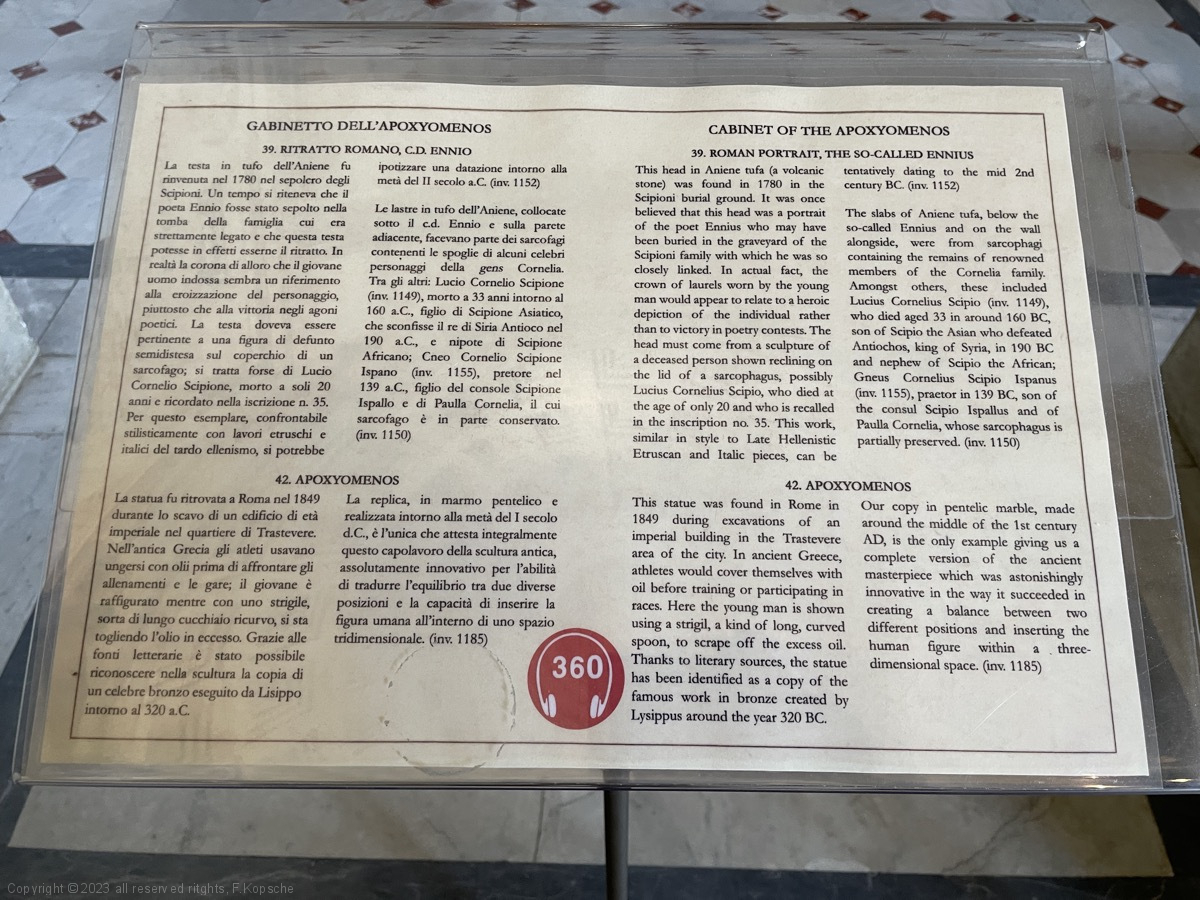 GABINETTO DELL'APOXYOMENOS
39. RITRATTO ROMANO, C.D. ENNIO
La testa in tufo dell'Aniene fu
rinvenuta nel 1780 nel sepolcro degli
Scipioni. Un tempo si riteneva che il
poeta Ennio fosse stato sepolto nella
tomba della famiglia cui era
strettamente legato e che questa testa
potesse in effetti esserne il ritratto. In
realtà la corona di alloro che il giovane
uomo indossa sembra un riferimento
alla eroizzazione del personaggio,
piuttosto che alla vittoria negli agoni
poetici. La testa doveva essere
pertinente a una figura di defunto
semidistesa sul coperchio di un
sarcofago; si tratta forse di Lucio
Cornelio Scipione, morto a soli 20
anni e ricordato nella iscrizione n. 35.
Per questo esemplare, confrontabile
stilisticamente con lavori etruschi e
italici del tardo ellenismo, si potrebbe
ipotizzare una datazione intorno alla
metà del II secolo a.C. (inv. 1152)
Le lastre in tufo dell'Aniene, collocate
sotto il c.d. Ennio e sulla parete
adiacente, facevano parte dei sarcofagi
contenenti le spoglie di alcuni celebri
personaggi della gens Cornelia.
Tra gli altri: Lucio Cornelio Scipione
(inv. 1149), morto a 33 anni intorno al
160 a.C., figlio di Scipione Asiatico,
che sconfisse il re di Siria Antioco nel
190 a.C., e nipote di Scipione
Africano; Cneo Cornelio Scipione
Ispano (inv. 1155), pretore nel
139 a.C., figlio del console Scipione
Ispallo e di Paulla Cornelia, il cui
sarcofago è in parte conservato.
(inv. 1150)
42. APOXYOMENOS
La statua fu ritrovata a Roma nel 1849
durante lo scavo di un edificio di età
imperiale nel quartiere di Trastevere.
Nell'antica Grecia gli atleti usavano
ungersi con olii prima di affrontare gli
allenamenti e le gare; il giovane è
raffigurato mentre con uno strigile,
sorta di lungo cucchiaio ricurvo, si sta
togliendo l'olio in eccesso. Grazie alle
fonti letterarie è stato possibile
riconoscere nella scultura la copia di
un celebre bronzo eseguito da Lisippo
intorno al 320 a.C.
La replica, in marmo pentelico e
realizzata intorno alla metà del I secolo
d.C., è l'unica che attesta integralmente
questo capolavoro della scultura antica,
assolutamente innovativo per l'abilità
di tradurre l'equilibrio tra due diverse
posizioni e la capacità di inserire la
figura umana all'interno di uno spazio
tridimensionale. (inv. 1185)
360
CABINET OF THE APOXYOMENOS
39. ROMAN PORTRAIT, THE SO-CALLED ENNIUS
This head in Aniene tufa (a volcanic
stone) was found in 1780 in the
Scipioni burial ground. It was once
believed that this head was a portrait
of the poet Ennius who may have
been buried in the graveyard of the
Scipioni family with which he was so
closely linked. In actual fact, the
crown of laurels worn by the young
man would appear to relate to a heroic
depiction of the individual rather
than to victory in poetry contests. The
head must come from a sculpture of
a deceased person shown reclining on
the lid of a sarcophagus, possibly
Lucius Cornelius Scipio, who died at
the age of only 20 and who is recalled
in the inscription no. 35. This work,
similar in style to Late Hellenistic
Etruscan and Italic pieces, can be
tentatively dating to the mid 2nd
century BC. (inv. 1152)
The slabs of Aniene tufa, below the
so-called Ennius and on the wall
alongside, were from sarcophagi
containing the remains of renowned
members of the Cornelia family.
Amongst others, these included
Lucius Cornelius Scipio (inv. 1149),
who died aged 33 in around 160 BC,
son of Scipio the Asian who defeated
Antiochos, king of Syria, in 190 BC
and nephew of Scipio the African;
Gneus Cornelius Scipio Ispanus
(inv. 1155), praetor in 139 BC, son of
the consul Scipio Ispallus and of
Paulla Cornelia, whose sarcophagus is
partially preserved. (inv. 1150)
42. APOXYOMENOS
This statue was found in Rome in
1849 during excavations of an
imperial building in the Trastevere
area of the city. In ancient Greece,
athletes would cover themselves with
oil before training or participating in
races. Here the young man is shown
using a strigil, a kind of long, curved
spoon, to scrape off the excess oil.
Thanks to literary sources, the statue
has been identified as a copy of the
famous work in bronze created by
Lysippus around the year 320 BC.
Our copy in pentelic marble, made
around the middle of the 1st century
AD, is the only example giving us a
complete version of the ancient
masterpiece which was astonishingly
innovative in the way it succeeded in
creating a balance between two
different positions and inserting the
human figure within a three-
dimensional space. (inv. 1185)
Copyright © 2023 all reserved ritghts, F.Kopsche